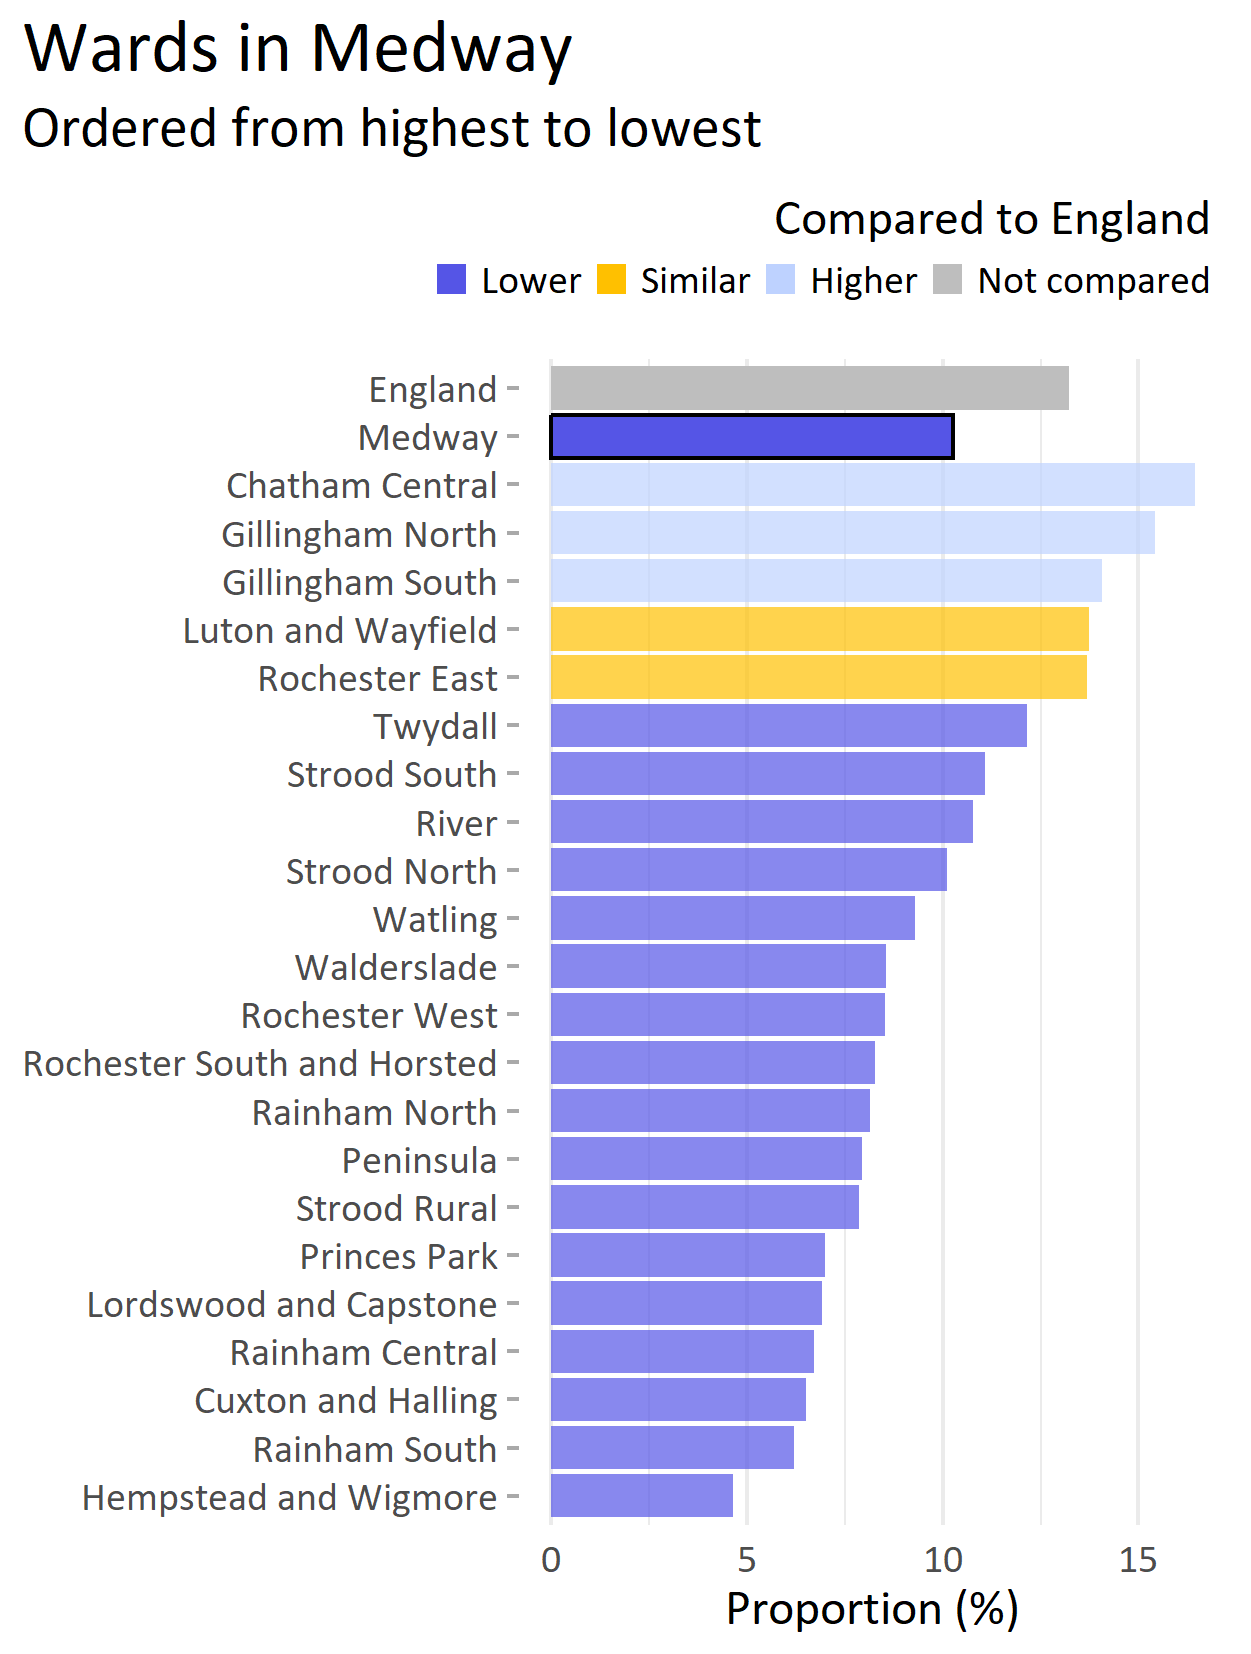 Wards in Medway
Ordered from highest to lowest
Compared to England
Lower Similar Higher Not compared
England
Medway
Chatham Central
Gillingham North
Gillingham South
Luton and Wayfield
Rochester East
Twydall
Strood South
River
Strood North
Watling
Walderslade
Rochester West
Rochester South and Horsted
Rainham North
Peninsula
Strood Rural
Princes Park
Lordswood and Capstone
Rainham Central
Cuxton and Halling
Rainham South
Hempstead and Wigmore
0 5 10 15
Proportion (%)